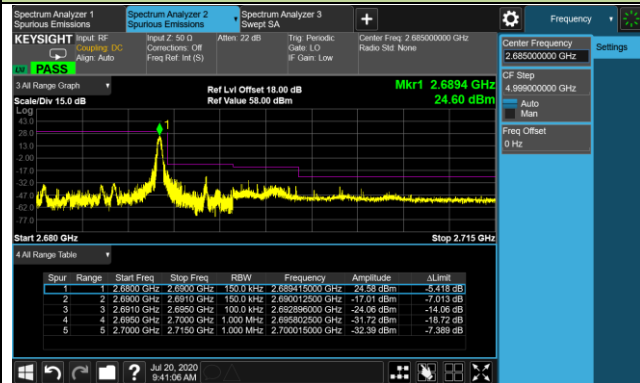 Spectrum Analyzer 1
Spurious Emissions
Spectrum Analyzer 2
Spurious Emissions
Spectrum Analyzer 3
Swept SA
Frequency
KEYSIGHT
Input: RF
Coupling: DC
Align: Auto
Input Z: 50 Ω
Corrections: Off
Freq Ref: Int (S)
Atten: 22 dB
Trig: Periodic
Gate: LO
IF Gain: Low
Center Freq: 2.685000000 GHz
Radio Std: None
PASS
3 All Range Graph
Scale/Div 15.0 dB
Ref Lvl Offset 18.00 dB
Ref Value 58.00 dBm
Mkr1 2.6894 GHz
24.60 dBm
Log
43.0
28.0
13.0
-2.00
-17.0
-32.0
-47.0
-62.0
-77.0
1
Start 2.680 GHz
Stop 2.715 GHz
4 All Range Table
Spur Range Start Freq Stop Freq RBW Frequency Amplitude ΔLimit
1 1 2.6800 GHz 2.6900 GHz 150.0 kHz 2.689415000 GHz 24.58 dBm -5.418 dB
2 2 2.6900 GHz 2.6910 GHz 150.0 kHz 2.690012500 GHz -17.01 dBm -7.013 dB
3 3 2.6910 GHz 2.6950 GHz 100.0 kHz 2.692896000 GHz -24.06 dBm -14.06 dB
4 4 2.6950 GHz 2.7000 GHz 1.000 MHz 2.695802500 GHz -31.72 dBm -18.72 dB
5 5 2.7000 GHz 2.7150 GHz 1.000 MHz 2.700015000 GHz -32.39 dBm -7.389 dB
Center Frequency
2.685000000 GHz
Settings
CF Step
4.999000000 GHz
Auto
Man
Freq Offset
0 Hz
Jul 20, 2020
9:41:06 AM